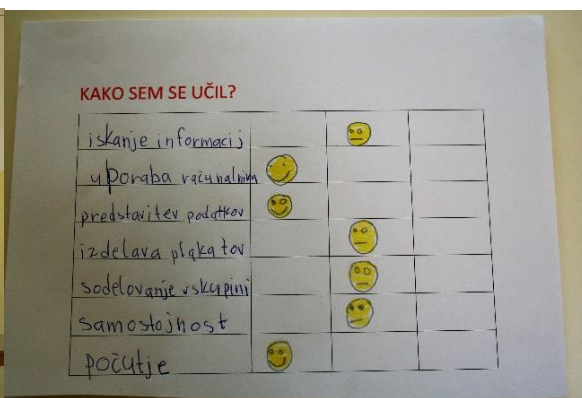 KAKO SEM SE UČIL?
iskanje informacij
uporaba računalnika
predstavitev podatkov
izdelava plakatov
sodelovanje v skupini
samostojnost
počutje